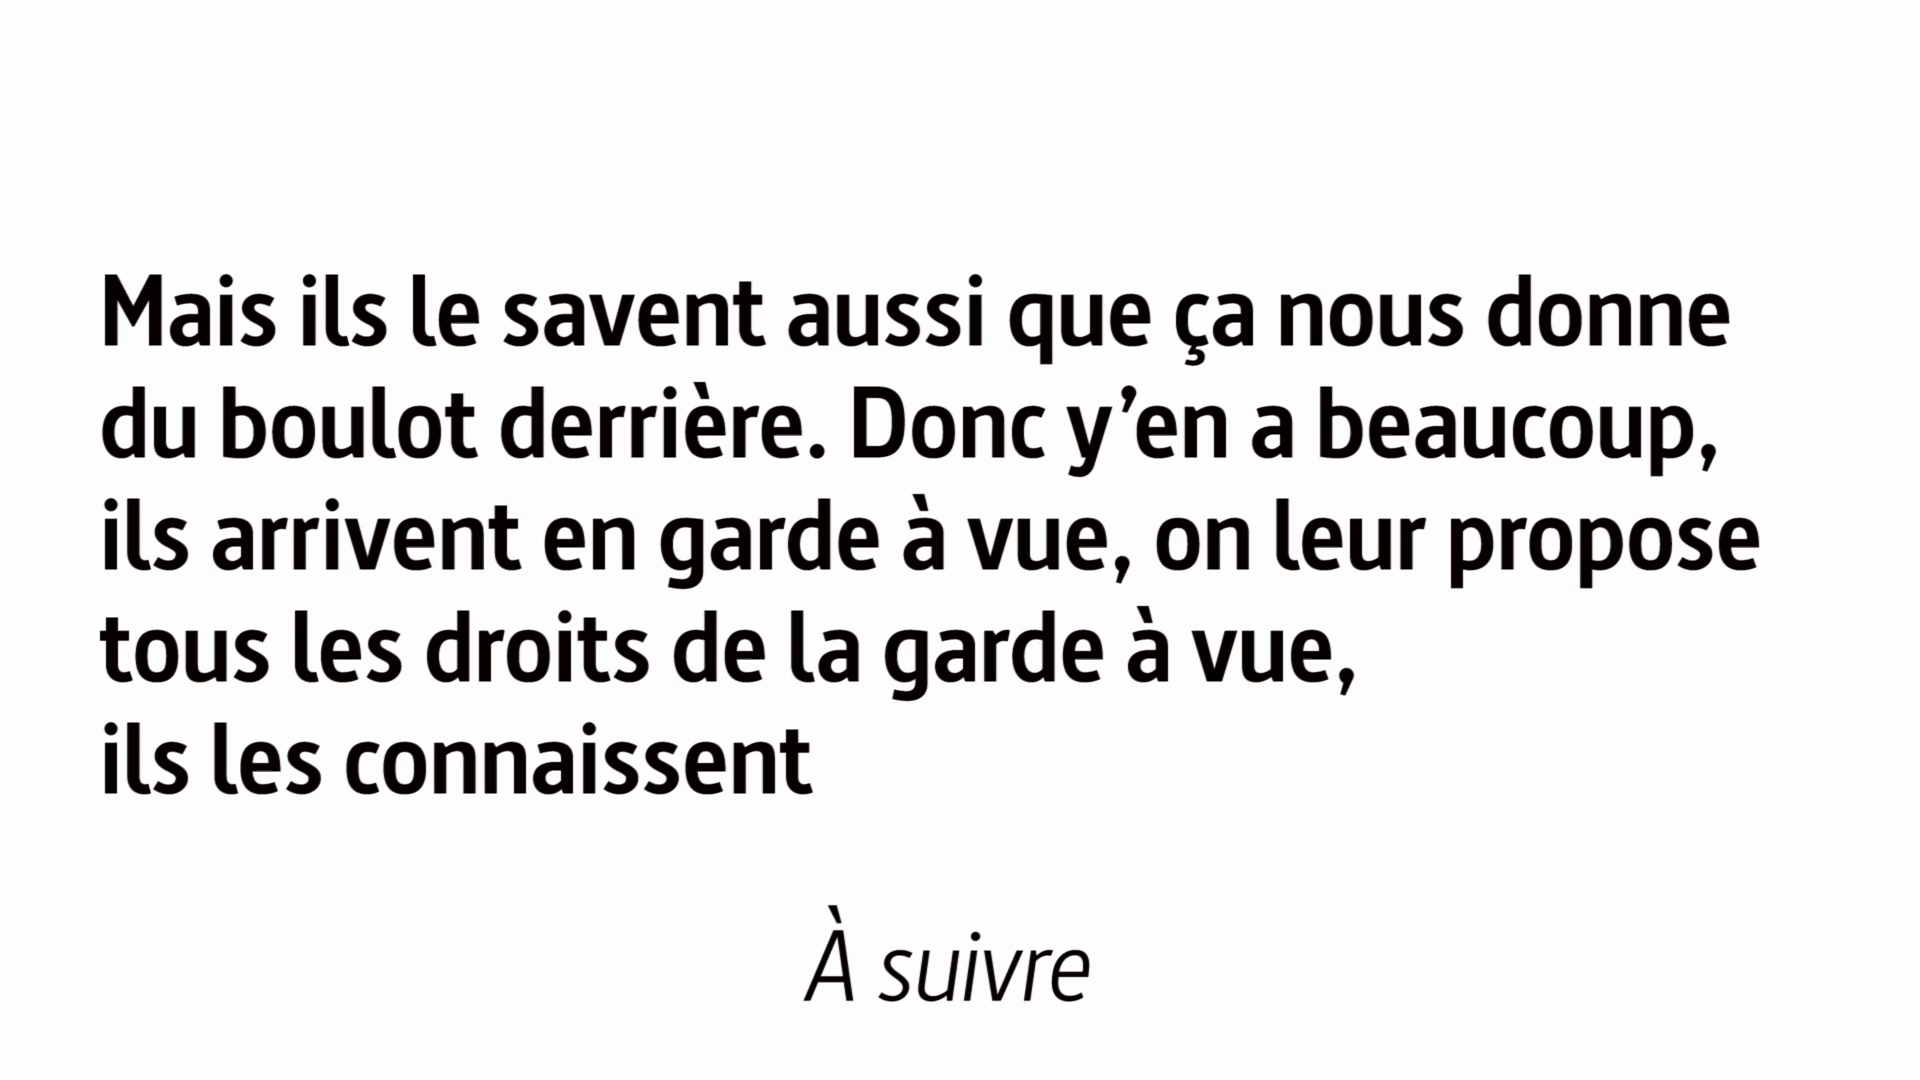 Mais ils le savent aussi que ça nous donne
du boulot derrière. Donc y’en a beaucoup,
ils arrivent en garde à vue, on leur propose
tous les droits de la garde à vue,
ils les connaissent
À suivre